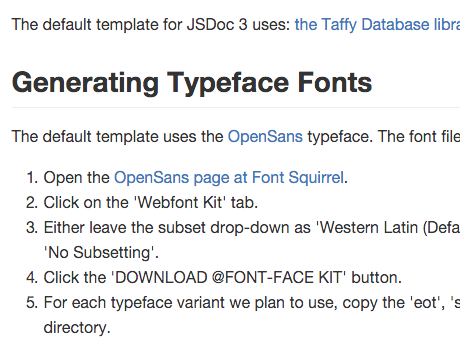 The default template for JSDoc 3 uses: the Taffy Database
Generating Typeface Fonts
The default template uses the OpenSans typeface. The font
1. Open the OpenSans page at Font Squirrel.
2. Click on the 'Webfont Kit' tab.
3. Either leave the subset drop-down as 'Western Latin
'No Subsetting'.
4. Click the 'DOWNLOAD @FONT-FACE KIT' button.
5. For each typeface variant we plan to use, copy the 'eot',
directory.